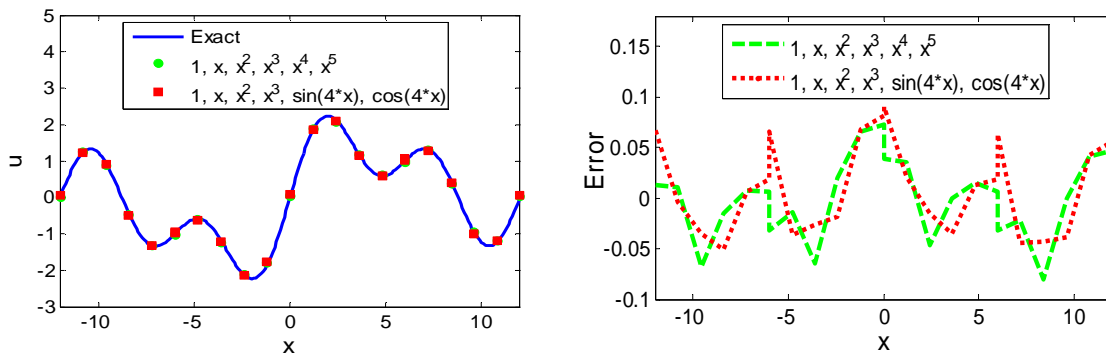 5
4
3
2
1
0
-1
-2
-3
u
Exact
1, x, x², x³, x⁴, x⁵
1, x, x², x³, sin(4*x), cos(4*x)
-10 -5 0 5 10
x
0.15
0.1
0.05
0
-0.05
-0.1
Error
1, x, x², x³, x⁴, x⁵
1, x, x², x³, sin(4*x), cos(4*x)
-10 -5 0 5 10
x